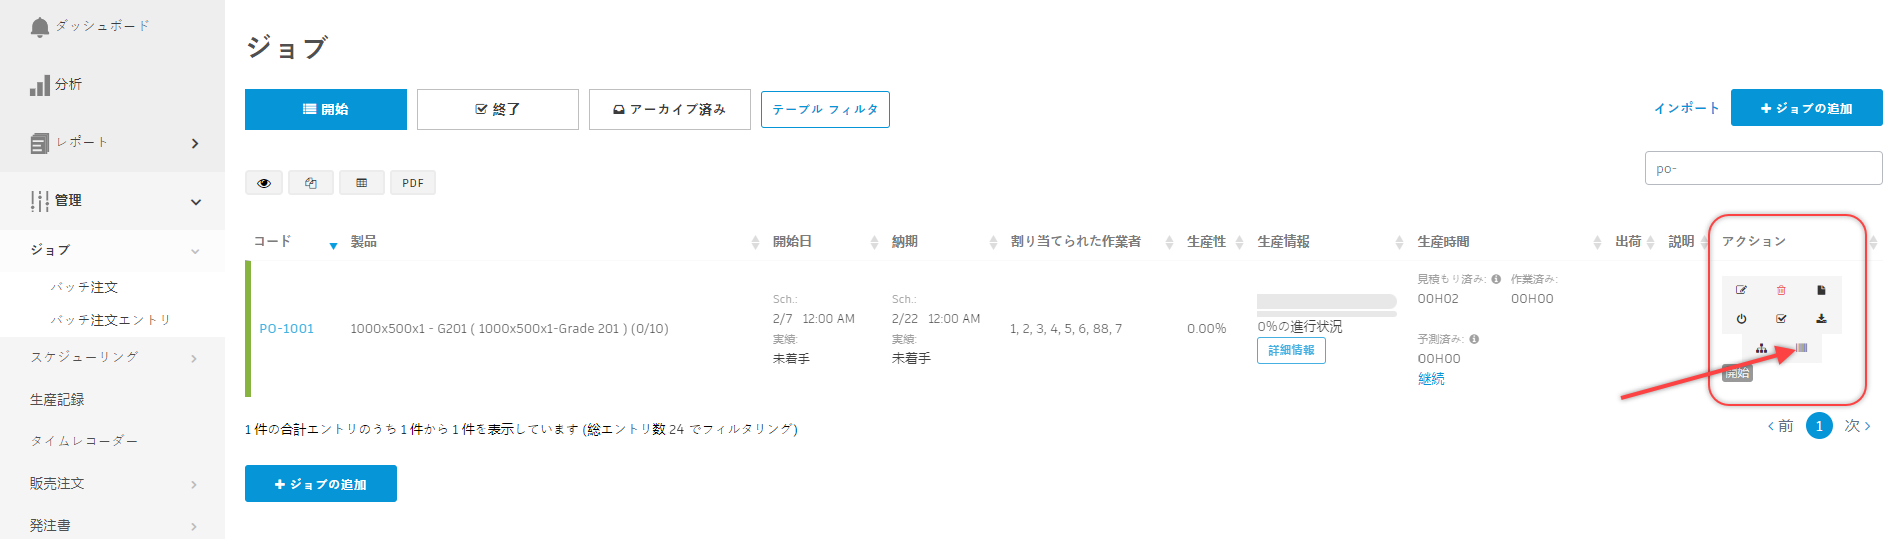 ダッシュボード
分析
レポート
管理
ジョブ
バッチ注文
バッチ注文エントリ
スケジューリング
生産記録
タイムレコーダー
販売注文
発注書
ジョブ
開始
終了
アーカイブ済み
テーブル フィルタ
インポート
ジョブの追加
PDF
po-
コード
製品
開始日
納期
割り当てられた作業者
生産性
生産情報
生産時間
出荷
説明
アクション
PO-1001
1000x500x1 - G201 ( 1000x500x1-Grade 201 ) (0/10)
Sch.:
2/7 12:00 AM
実績:
未着手
Sch.:
2/22 12:00 AM
実績:
未着手
1, 2, 3, 4, 5, 6, 88, 7
0.00%
0%の進行状況
詳細情報
見積もり済み: 作業済み:
00H02 00H00
予測済み:
00H00
継続
開始
1 件の合計エントリのうち 1 件から 1 件を表示しています (総エントリ数 24 でフィルタリング)
前 1 次
ジョブの追加